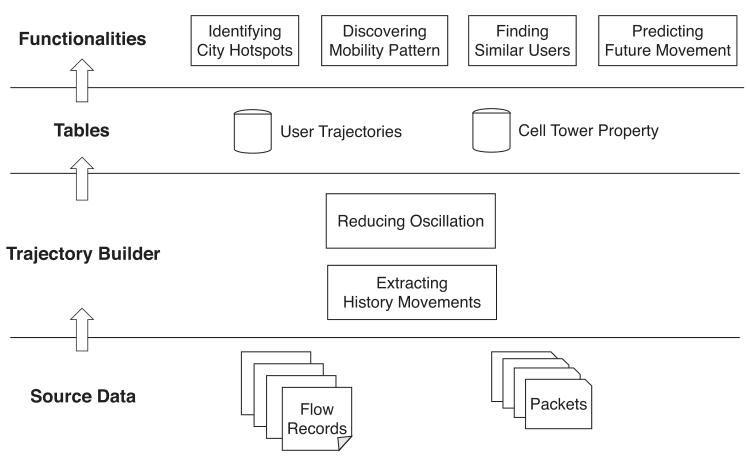 Functionalities
Identifying
City Hotspots
Discovering
Mobility Pattern
Finding
Similar Users
Predicting
Future Movement
Tables
User Trajectories
Cell Tower Property
Trajectory Builder
Reducing Oscillation
Extracting
History Movements
Source Data
Flow
Records
Packets